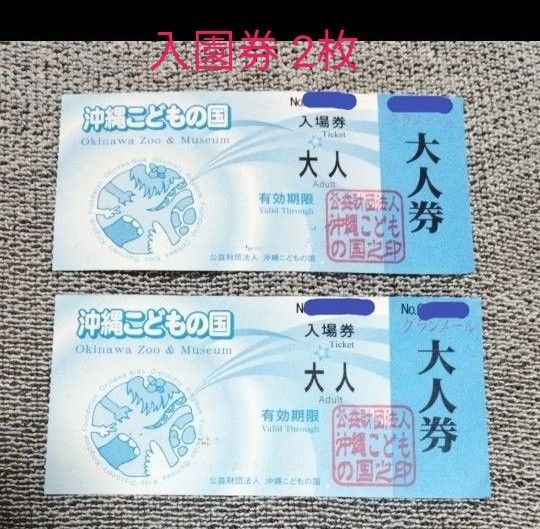 入園券 2枚
沖縄こどもの国
Okinawa Zoo & Museum
No
入場券
Ticket
大人
Adult
有効期限
Valid Through
公益財団法人 沖縄こどもの国
公益財団法人
沖縄こども
の国之印
大人券
沖縄こどもの国
Okinawa Zoo & Museum
N
入場券
Ticket
大人
Adult
有効期限
Valid Through
公益財団法人 沖縄こどもの国
公益財団法人
沖縄こども
の国之印
No.
グランメール
大人券